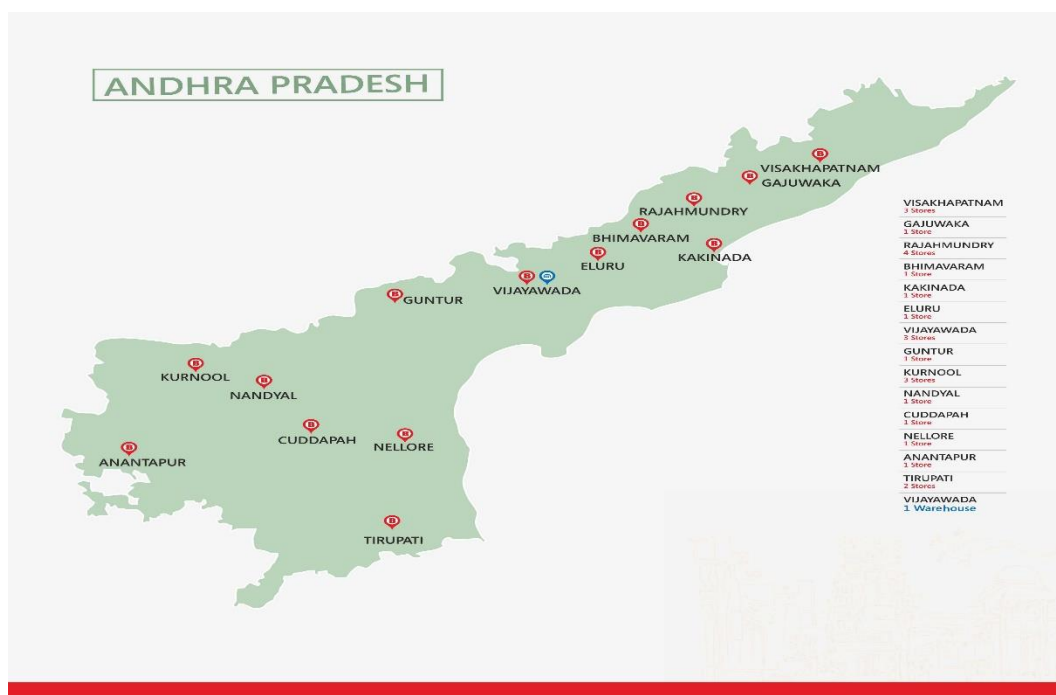 ANDHRA PRADESH
VISAKHAPATNAM
GAJUWAKA
RAJAHMUNDRY
BHIMAVARAM
KAKINADA
ELURU
VIJAYAWADA
GUNTUR
KURNOOL
NANDYAL
CUDDAPAH
NELLORE
ANANTAPUR
TIRUPATI
VISAKHAPATNAM
3 Stores
GAJUWAKA
1 Store
RAJAHMUNDRY
4 Stores
BHIMAVARAM
1 Store
KAKINADA
1 Store
ELURU
1 Store
VIJAYAWADA
3 Stores
GUNTUR
1 Store
KURNOOL
3 Stores
NANDYAL
1 Store
CUDDAPAH
1 Store
NELLORE
1 Store
ANANTAPUR
1 Store
TIRUPATI
2 Stores
VIJAYAWADA
1 Warehouse